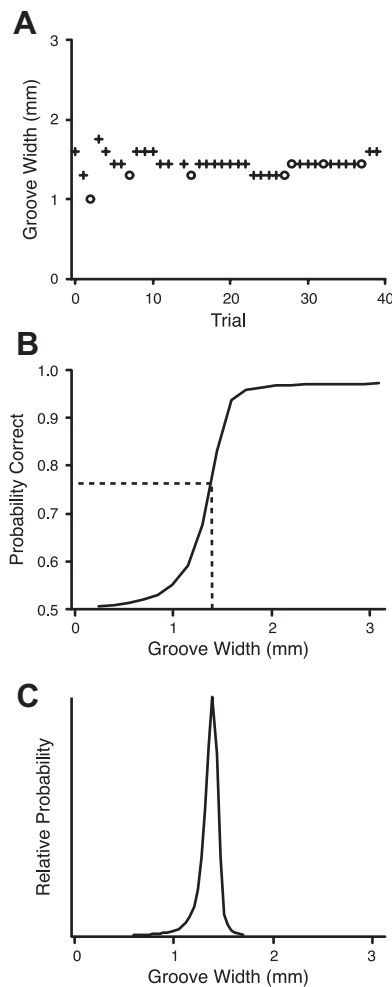 A
3
2
1
0
Groove Width (mm)
0 10 20 30 40
Trial
B
1.0
0.9
0.8
0.7
0.6
0.5
Probability Correct
0 1 2 3
Groove Width (mm)
C
Relative Probability
0 1 2 3
Groove Width (mm)